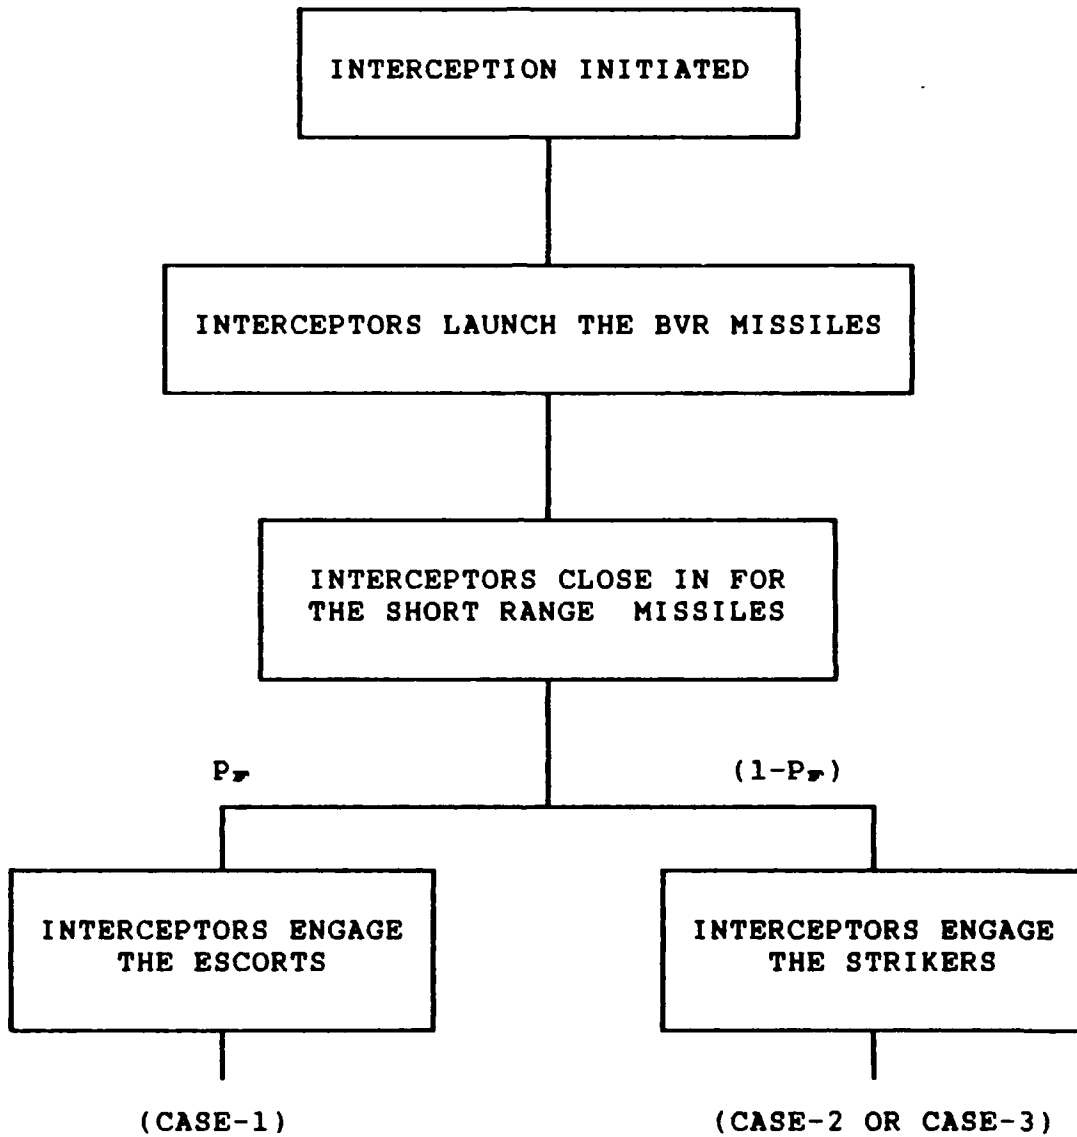 INTERCEPTION INITIATED
INTERCEPTORS LAUNCH THE BVR MISSILES
INTERCEPTORS CLOSE IN FOR
THE SHORT RANGE MISSILES
P
(1-P)
INTERCEPTORS ENGAGE
THE ESCORTS
INTERCEPTORS ENGAGE
THE STRIKERS
(CASE-1)
(CASE-2 OR CASE-3)